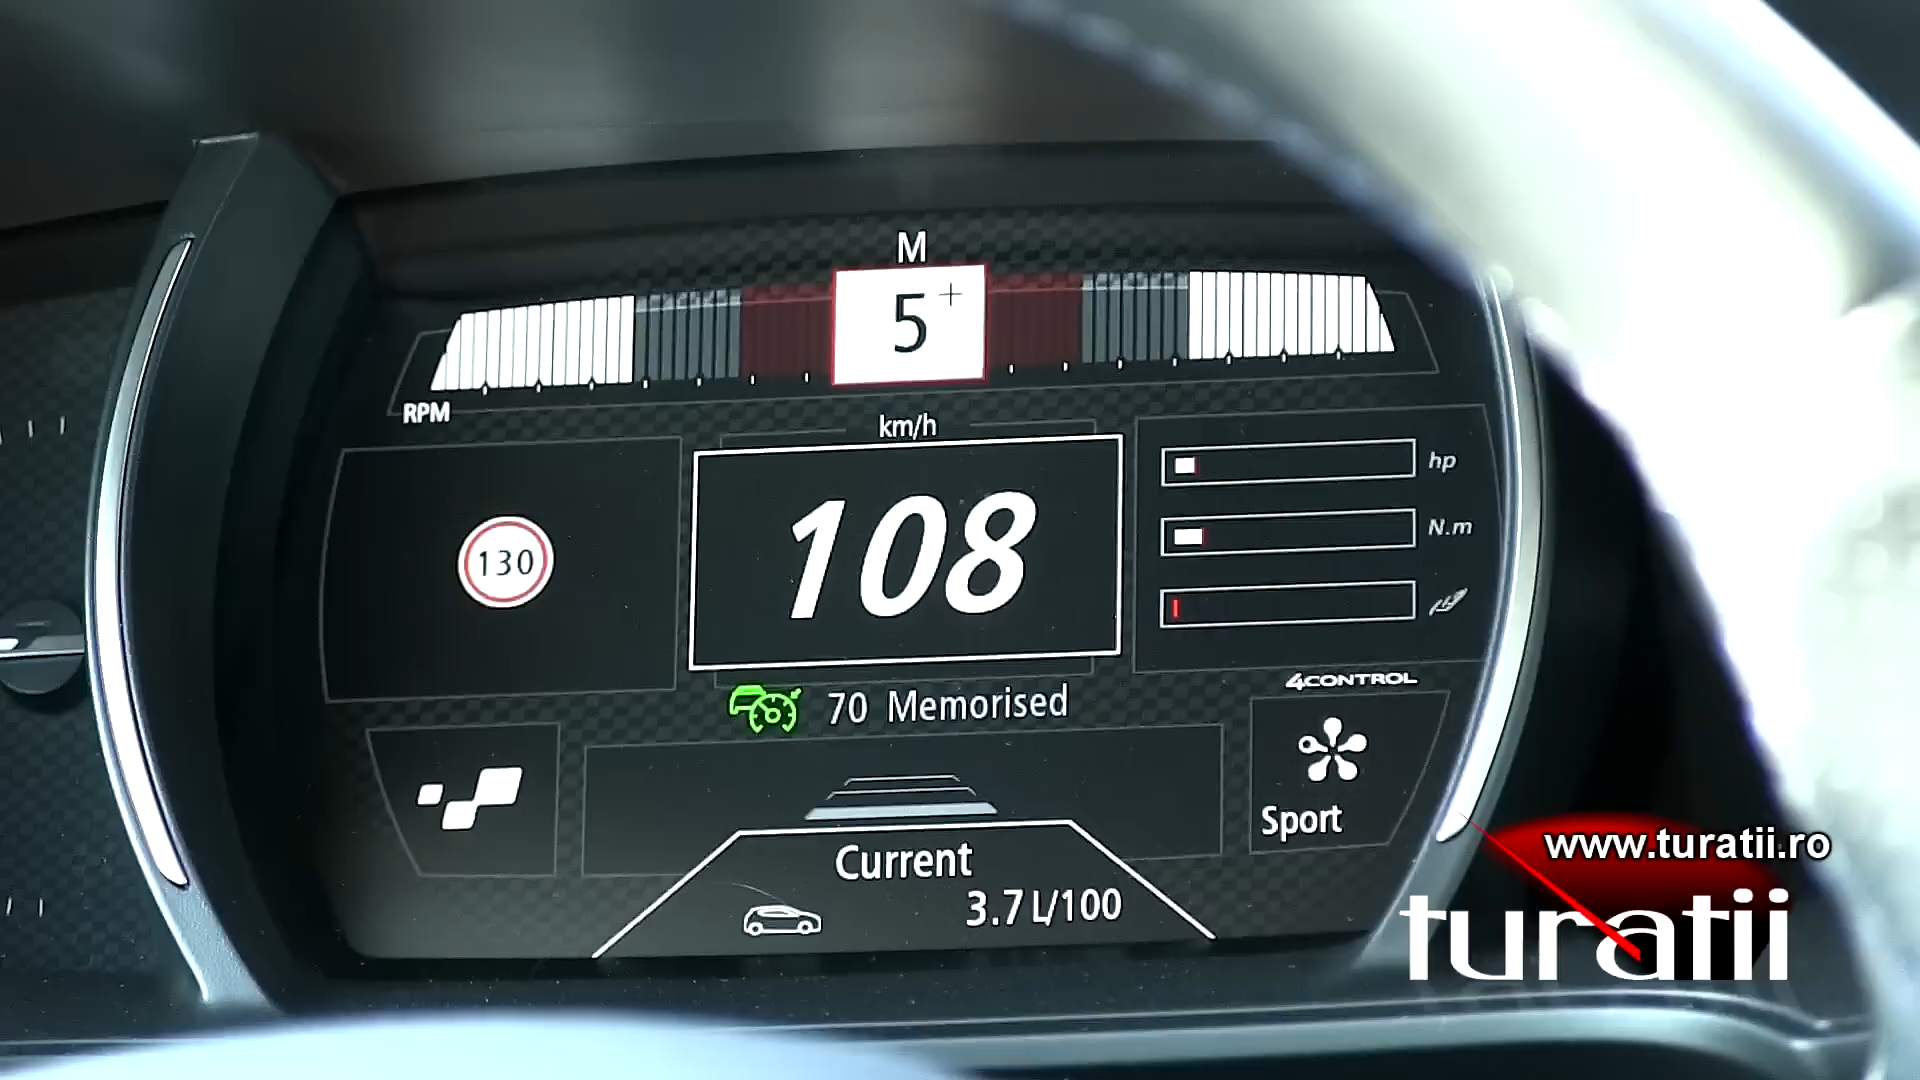 M
5+
RPM
km/h
130
108
hp
N.m
70 Memorised
4CONTROL
Sport
Current
3.7 L/100
www.turatii.ro
turatii